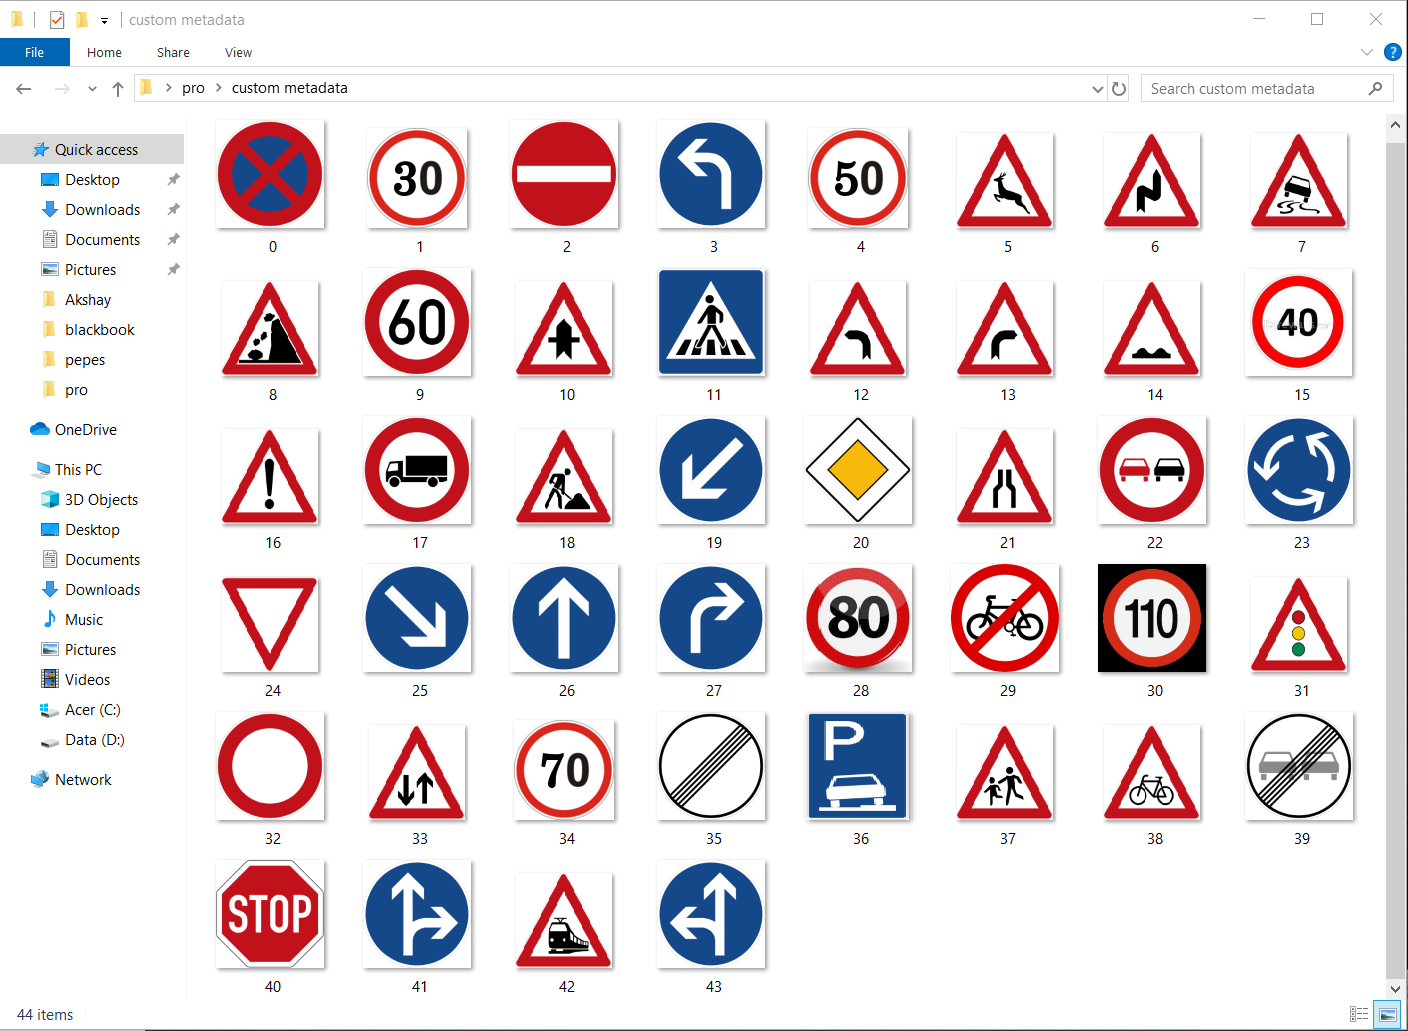 custom metadata
File Home Share View
pro custom metadata
Search custom metadata
Quick access
Desktop
Downloads
Documents
Pictures
Akshay
blackbook
pepes
pro
OneDrive
This PC
3D Objects
Desktop
Documents
Downloads
Music
Pictures
Videos
Acer (C:)
Data (D:)
Network
30 50
0 1 2 3 4 5 6 7
60 40
8 9 10 11 12 13 14 15
16 17 18 19 20 21 22 23
80 110
24 25 26 27 28 29 30 31
70 P
32 33 34 35 36 37 38 39
STOP
40 41 42 43
44 items